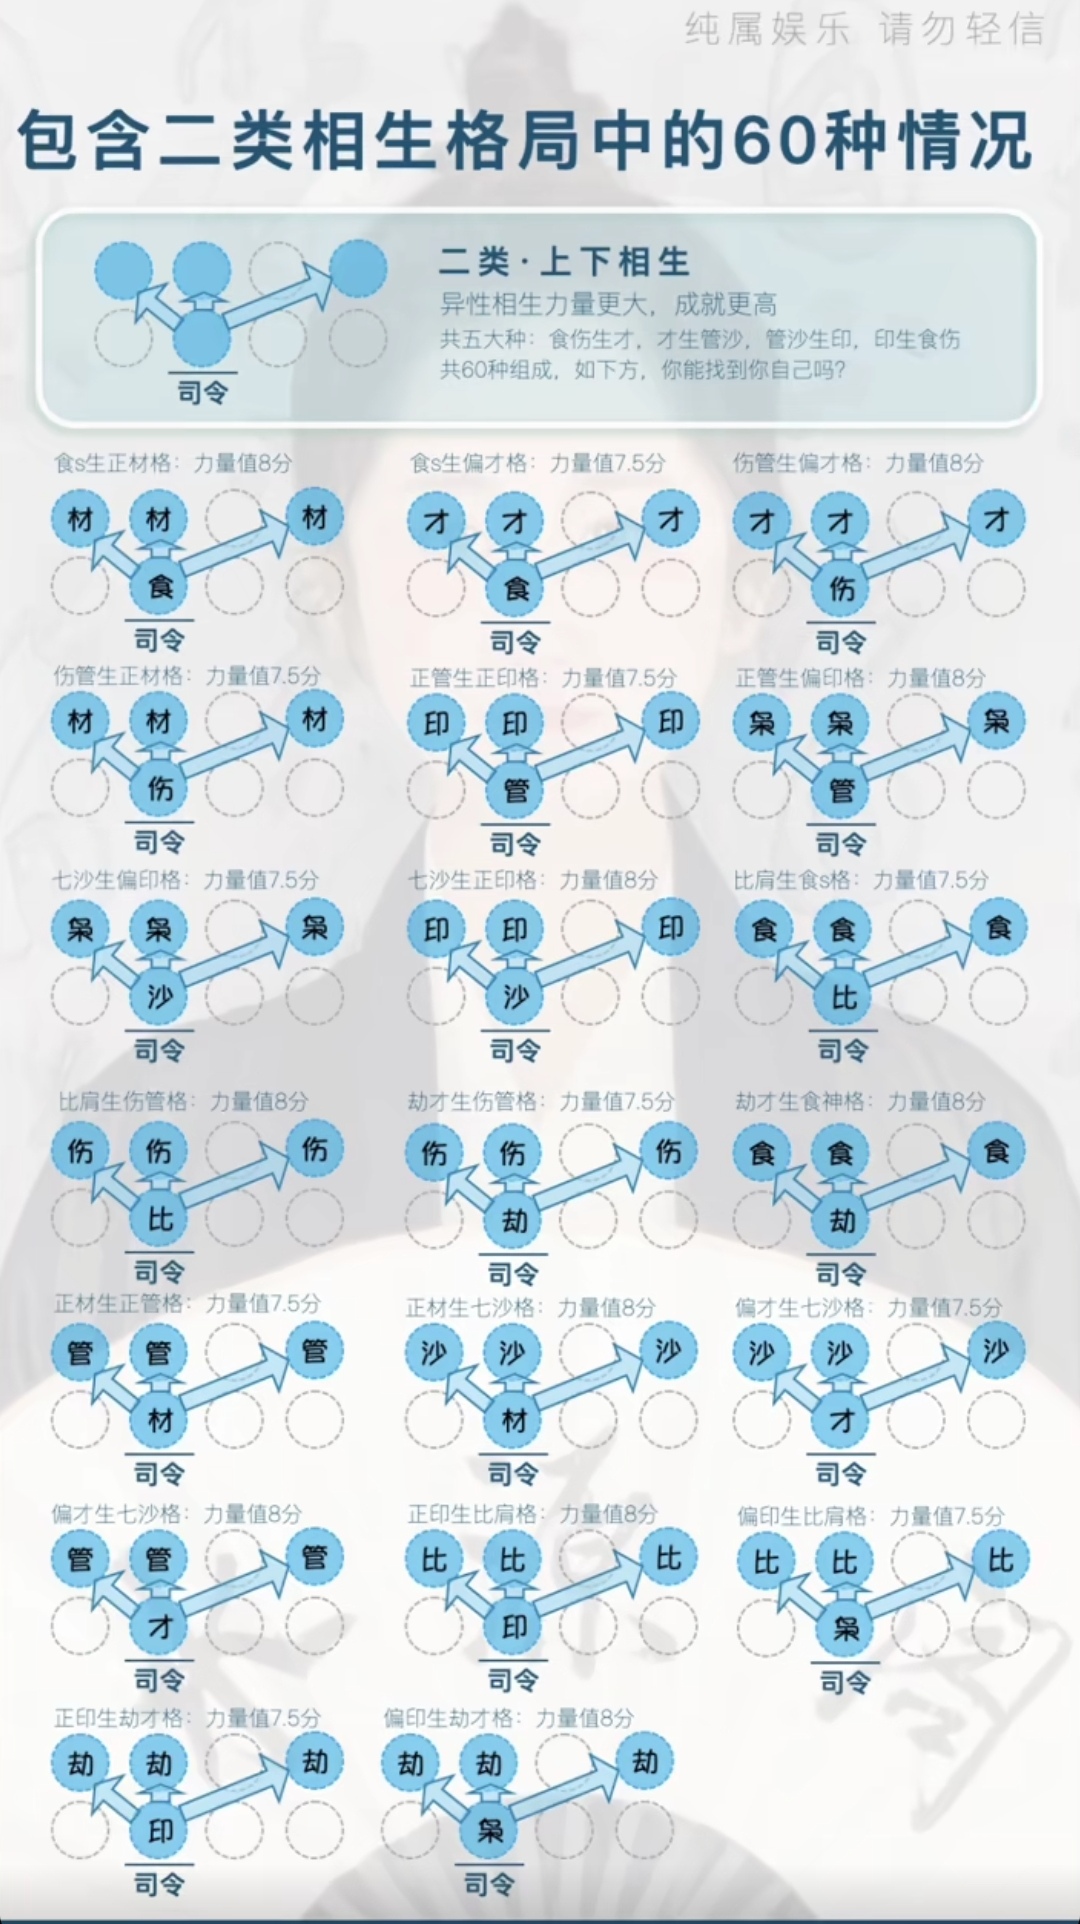 纯属娱乐 请勿轻信
包含二类相生格局中的60种情况
二类·上下相生
异性相生力量更大，成就更高
共五大种：食伤生才，才生管沙，管沙生印，印生食伤
共60种组成，如下方，你能找到你自己吗？
司令
食s生正材格：力量值8分 食s生偏才格：力量值7.5分 伤管生偏才格：力量值8分
材 材 材 才 才 才 才 才 才
食 食 伤
司令 司令 司令
伤管生正材格：力量值7.5分 正管生正印格：力量值7.5分 正管生偏印格：力量值8分
材 材 材 印 印 印 枭 枭 枭
伤 管 管
司令 司令 司令
七沙生偏印格：力量值7.5分 七沙生正印格：力量值8分 比肩生食s格：力量值7.5分
枭 枭 枭 印 印 印 食 食 食
沙 沙 比
司令 司令 司令
比肩生伤管格：力量值8分 劫才生伤管格：力量值7.5分 劫才生食神格：力量值8分
伤 伤 伤 伤 伤 伤 食 食 食
比 劫 劫
司令 司令 司令
正材生正管格：力量值7.5分 正材生七沙格：力量值8分 偏才生七沙格：力量值7.5分
管 管 管 沙 沙 沙 沙 沙 沙
材 材 才
司令 司令 司令
偏才生七沙格：力量值8分 正印生比肩格：力量值8分 偏印生比肩格：力量值7.5分
管 管 管 比 比 比 比 比 比
才 印 枭
司令 司令 司令
正印生劫才格：力量值7.5分 偏印生劫才格：力量值8分
劫 劫 劫 劫 劫 劫
印 枭
司令 司令